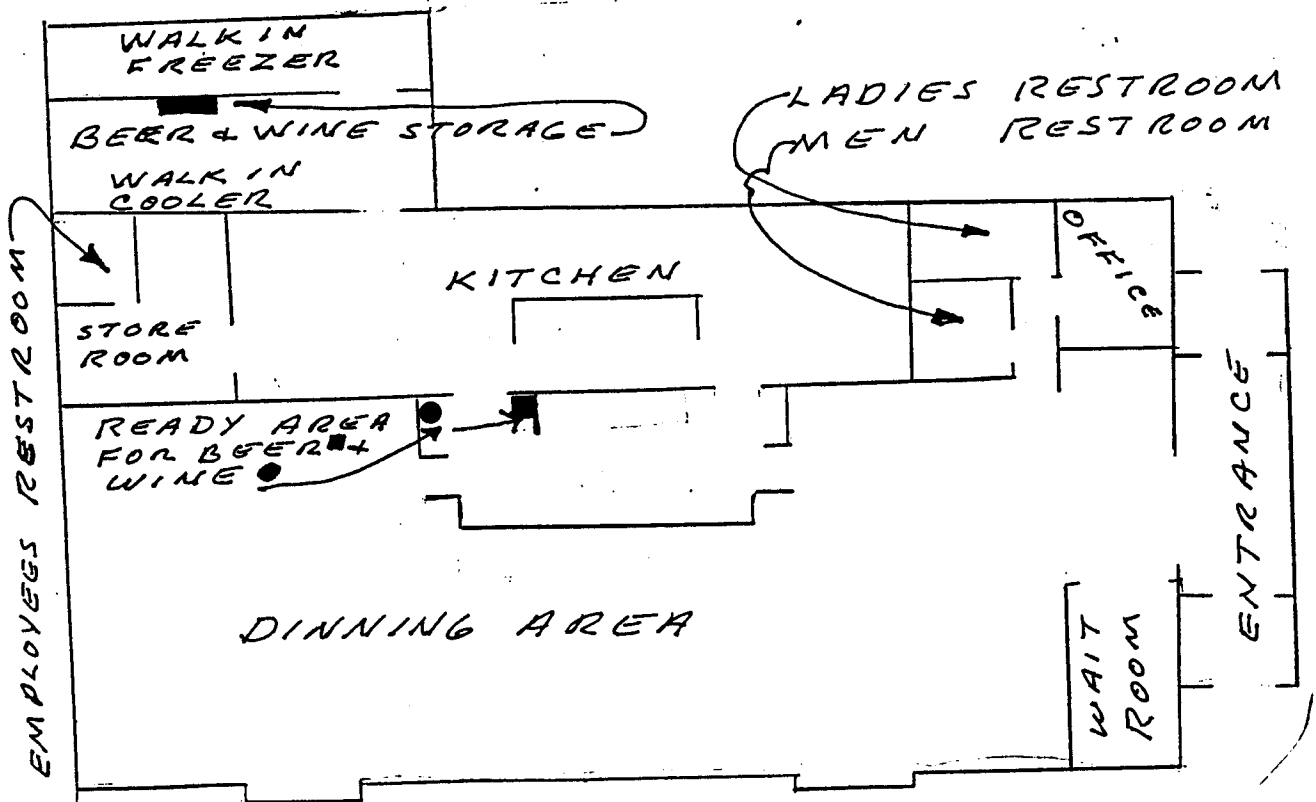 WALK IN
FREEZER
BEER & WINE STORAGE
WALK IN
COOLER
LADIES RESTROOM
MEN RESTROOM
EMPLOYEES RESTROOM
STORE
ROOM
KITCHEN
OFFICE
READY AREA
FOR BEER ■ &
WINE ●
ENTRANCE
DINNING AREA
WAIT
ROOM